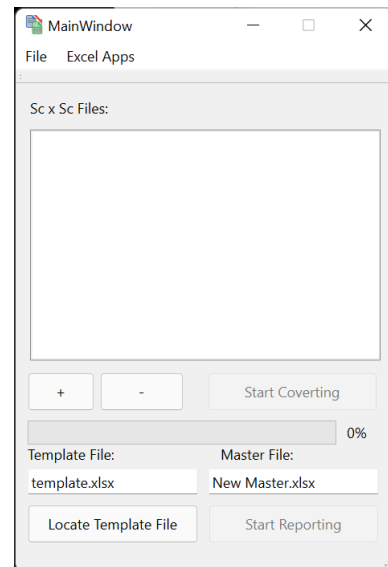 MainWindow
File Excel Apps
Sc x Sc Files:
+ - Start Coverting
0%
Template File: Master File:
template.xlsx New Master.xlsx
Locate Template File Start Reporting